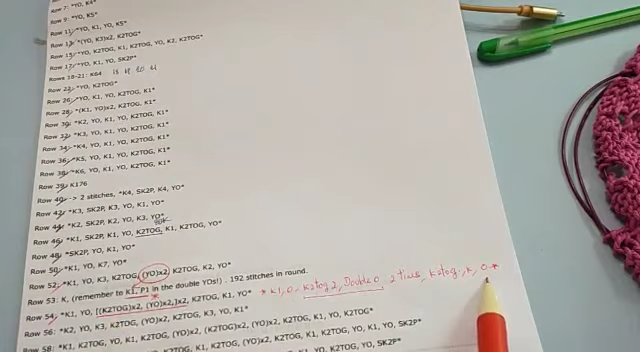 Row 7: *YO, K4*
Row 9: *YO, K5*
Row 11: *YO, K1, YO, K5*
Row 13: *(YO, K3)x2, K2TOG*
Row 15: *YO, K2TOG, K1, K2TOG, YO, K2, K2TOG*
Row 17: *YO, K1, YO, SK2P*
Rows 18-21: K64 18 19 20 21
Row 22: *YO, K2TOG*
Row 26: *YO, K1, YO, K2TOG, K1*
Row 28: *(K1, YO)x2, K2TOG, K1*
Row 30: *K2, YO, K1, YO, K2TOG, K1*
Row 32: *K3, YO, K1, YO, K2TOG, K1*
Row 34: *K4, YO, K1, YO, K2TOG, K1*
Row 36: *K5, YO, K1, YO, K2TOG, K1*
Row 38: *K6, YO, K1, YO, K2TOG, K1*
Row 39: K176
Row 40: > 2 stitches, *K4, SK2P, K4, YO*
Row 42: *K3, SK2P, K3, YO, K1, YO*
Row 44: *K2, SK2P, K2, YO, K3, YO*
Row 46: *K1, SK2P, K1, YO, K2TOG, K1, K2TOG, YO*
Row 48: *SK2P, YO, K1, YO*
Row 50: *K1, YO, K7, YO*
Row 52: *K1, YO, K3, K2TOG, (YO)x2, K2TOG, K2, YO*
Row 53: K, (remember to K1, P1 in the double YOs!) . 192 stitches in round.
Row 54: *K1, YO, [(K2TOG)x2, (YO)x2,]x2, K2TOG, K1, YO* * K1, O, K2tog 2, Double O, 2 times, K2tog, K, O *
Row 56: *K2, YO, K3, K2TOG, (YO)x2, K2TOG, K3, YO, K1*
Row 58: *K1, K2TOG, YO, K1, YO, K2TOG, (YO)x2, (K2TOG)x2, (YO)x2, K2TOG, K1, YO, K2TOG*